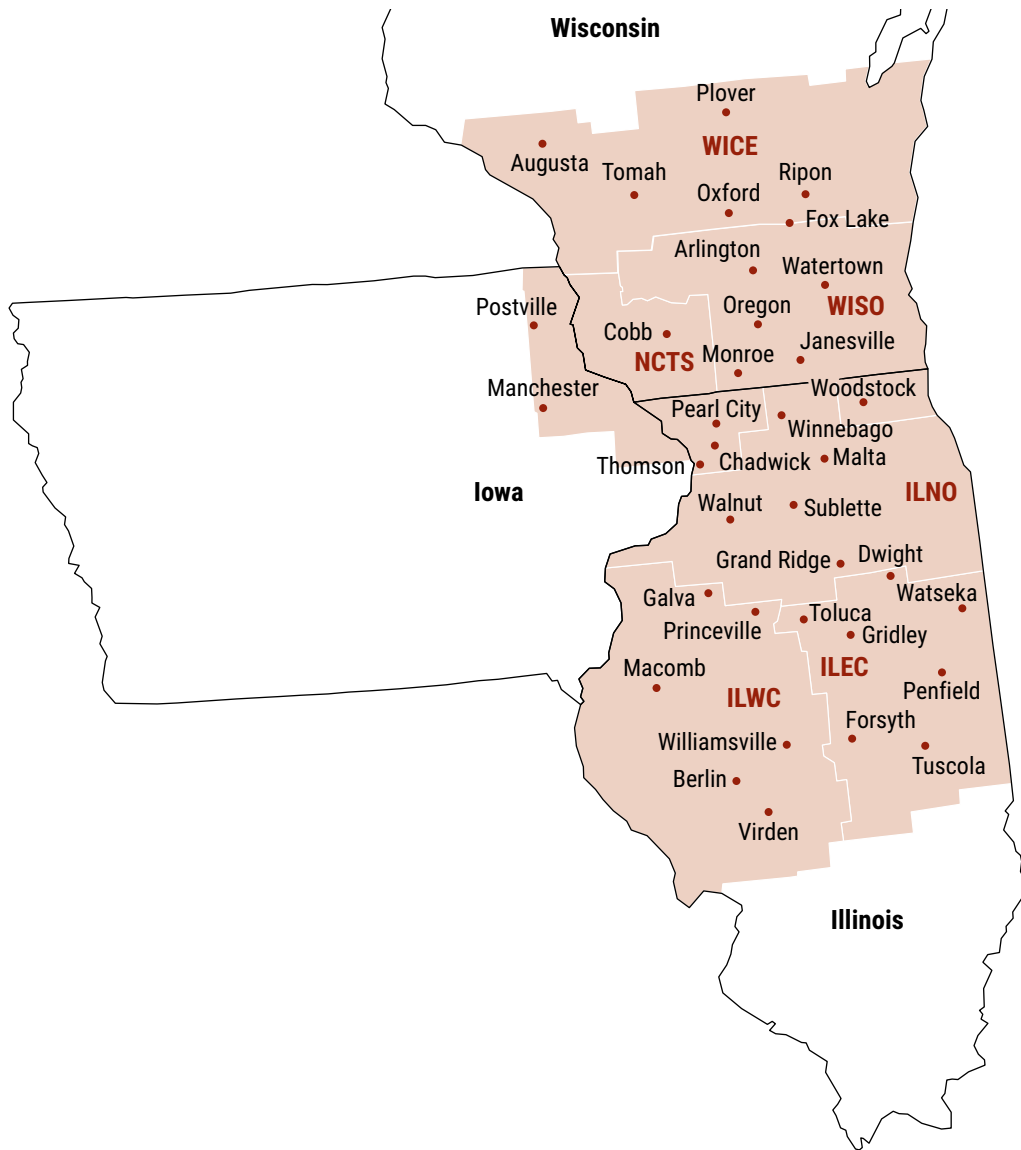 Wisconsin
Plover
WICE
Augusta
Tomah
Ripon
Oxford
Fox Lake
Arlington
Watertown
Postville
Oregon
WISO
Cobb
Janesville
NCTS
Monroe
Manchester
Woodstock
Pearl City
Winnebago
Thomson
Chadwick
Malta
Iowa
ILNO
Walnut
Sublette
Grand Ridge
Dwight
Watseka
Galva
Toluca
Princeville
Gridley
Macomb
ILEC
Penfield
ILWC
Forsyth
Williamsville
Tuscola
Berlin
Virden
Illinois